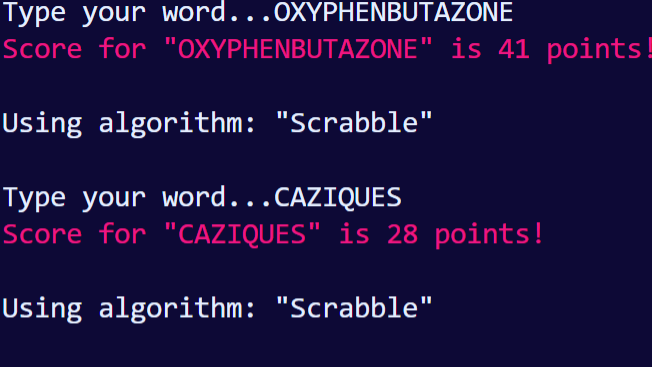 Type your word...OXYPHENBUTAZONE
Score for "OXYPHENBUTAZONE" is 41 points!
Using algorithm: "Scrabble"
Type your word...CAZIQUES
Score for "CAZIQUES" is 28 points!
Using algorithm: "Scrabble"